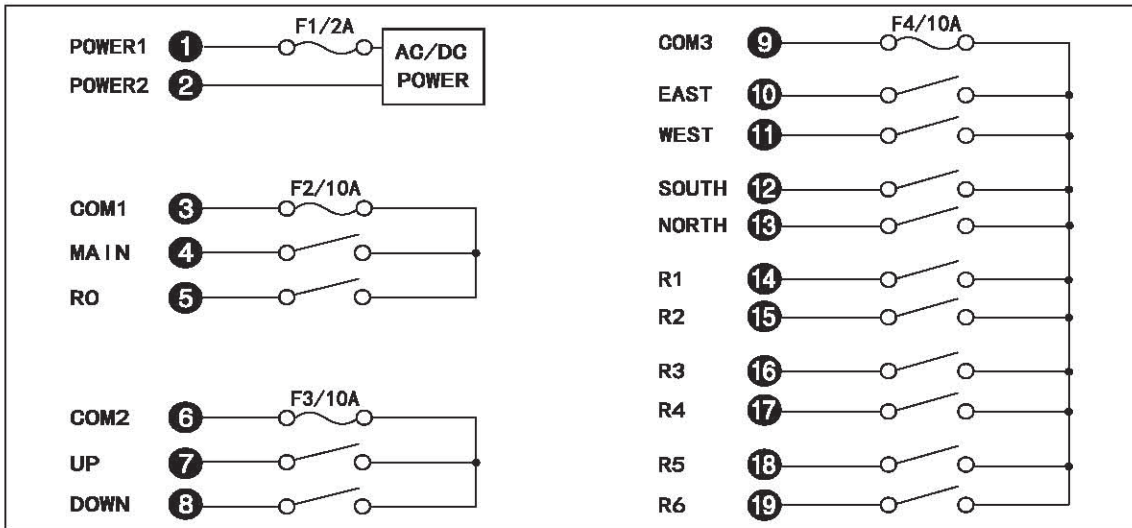 F1/2A
POWER1 1
AC/DC
POWER
POWER2 2
F2/10A
COM1 3
MAIN 4
RO 5
F3/10A
COM2 6
UP 7
DOWN 8
F4/10A
COM3 9
EAST 10
WEST 11
SOUTH 12
NORTH 13
R1 14
R2 15
R3 16
R4 17
R5 18
R6 19